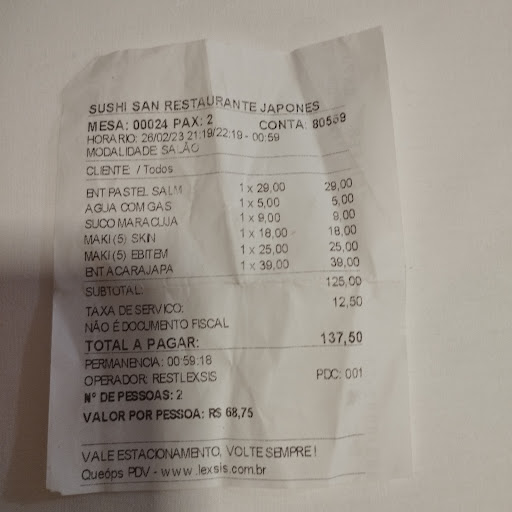 SUSHI SAN RESTAURANTE JAPONES
MESA: 00024 PAX: 2 CONTA: 80569
HORARIO: 26/02/23 21:19/22:19 - 00:59
MODALIDADE SALÃO
CLIENTE / Todos
ENT PASTEL SALM 1 x 29,00 29,00
AGUA COM GAS 1 x 5,00 5,00
SUCO MARACUJA 1 x 9,00 9,00
MAKI (5) SKIN 1 x 18,00 18,00
MAKI (5) EBITEM 1 x 25,00 25,00
ENT ACARAJAPA 1 x 39,00 39,00
SUBTOTAL: 125,00
TAXA DE SERVICO: 12,50
NÃO É DOCUMENTO FISCAL
TOTAL A PAGAR: 137,50
PERMANENCIA: 00:59:18
OPERADOR: RESTLEXSIS PDC: 001
Nº DE PESSOAS: 2
VALOR POR PESSOA: R$ 68,75
VALE ESTACIONAMENTO, VOLTE SEMPRE !
Queóps PDV - www.lexsis.com.br